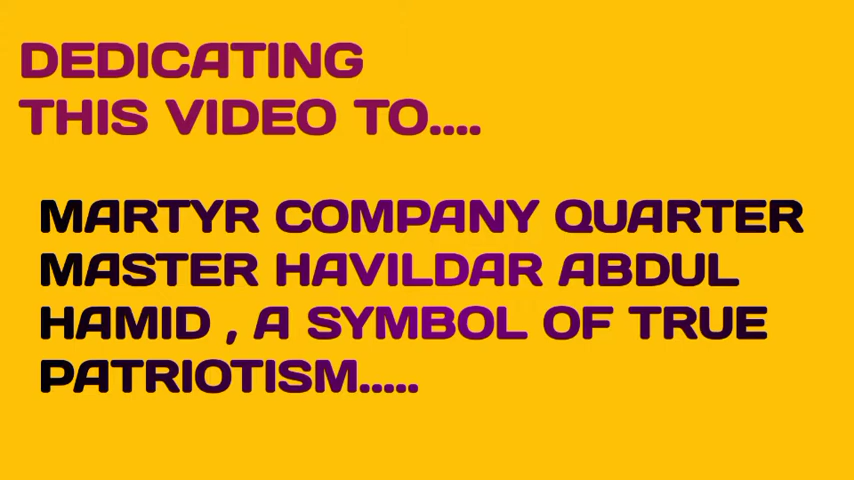 DEDICATING
THIS VIDEO TO....
MARTYR COMPANY QUARTER
MASTER HAVILDAR ABDUL
HAMID , A SYMBOL OF TRUE
PATRIOTISM.....